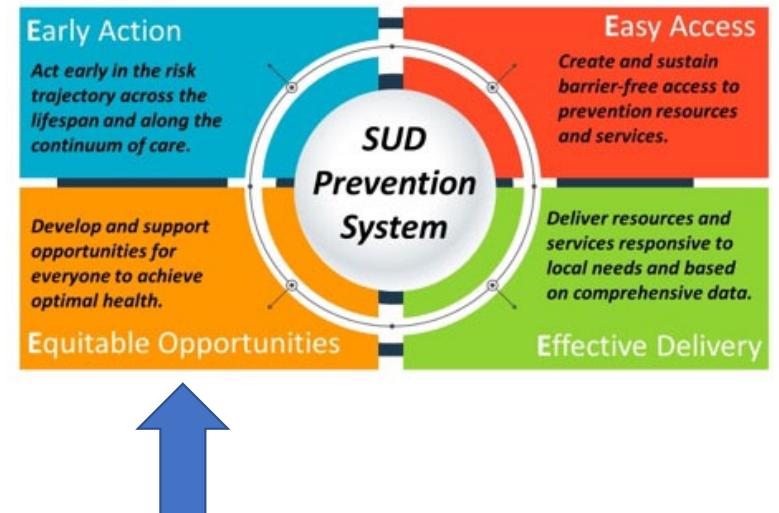 Early Action
Act early in the risk
trajectory across the
lifespan and along the
continuum of care.
Easy Access
Create and sustain
barrier-free access to
prevention resources
and services.
SUD
Prevention
System
Develop and support
opportunities for
everyone to achieve
optimal health.
Equitable Opportunities
Deliver resources and
services responsive to
local needs and based
on comprehensive data.
Effective Delivery